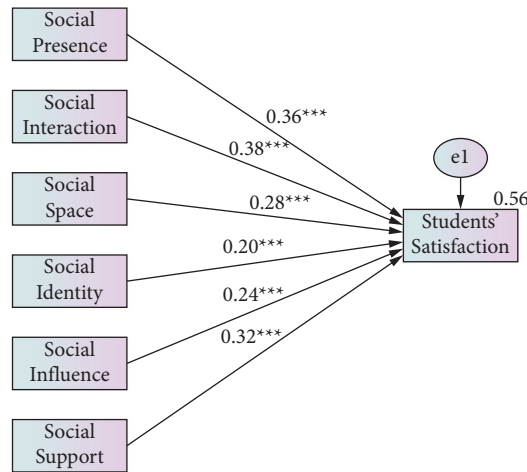 Social
Presence
Social
Interaction
Social
Space
Social
Identity
Social
Influence
Social
Support
0.36***
0.38***
0.28***
0.20***
0.24***
0.32***
e1
0.56
Students’
Satisfaction